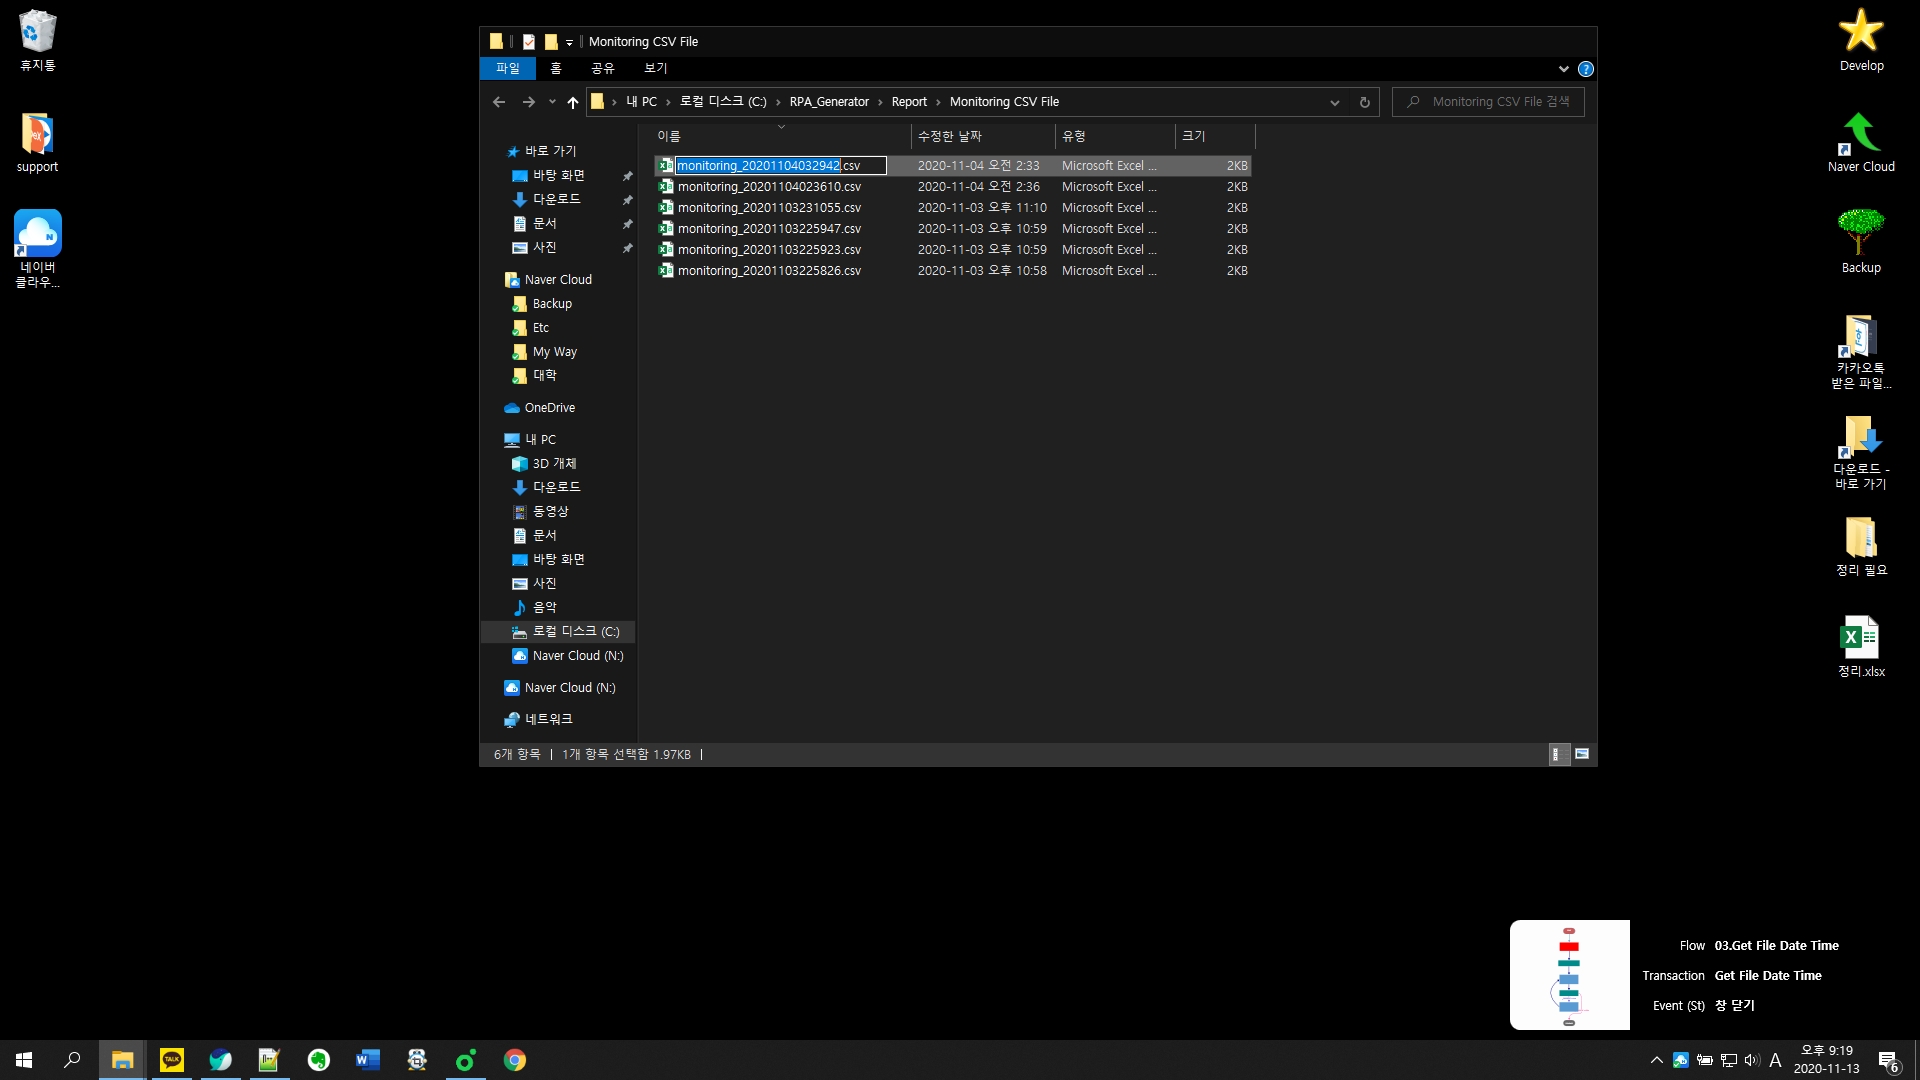 휴지통
support
네이버
클라우...
Monitoring CSV File
파일
홈
공유
보기
내 PC
로컬 디스크 (C:)
RPA_Generator
Report
Monitoring CSV File
Monitoring CSV File 검색
이름
수정한 날짜
유형
크기
monitoring_20201104032942.csv
2020-11-04 오전 2:33
Microsoft Excel ...
2KB
monitoring_20201104023610.csv
2020-11-04 오전 2:36
Microsoft Excel ...
2KB
monitoring_20201103231055.csv
2020-11-03 오후 11:10
Microsoft Excel ...
2KB
monitoring_20201103225947.csv
2020-11-03 오후 10:59
Microsoft Excel ...
2KB
monitoring_20201103225923.csv
2020-11-03 오후 10:59
Microsoft Excel ...
2KB
monitoring_20201103225826.csv
2020-11-03 오후 10:58
Microsoft Excel ...
2KB
바로 가기
바탕 화면
다운로드
문서
사진
Naver Cloud
Backup
Etc
My Way
대학
OneDrive
내 PC
3D 개체
다운로드
동영상
문서
바탕 화면
사진
음악
로컬 디스크 (C:)
Naver Cloud (N:)
Naver Cloud (N:)
네트워크
6개 항목
1개 항목 선택함 1.97KB
Develop
Naver Cloud
Backup
카카오톡
받은 파일...
다운로드 -
바로 가기
정리 필요
정리.xlsx
Flow 03.Get File Date Time
Transaction Get File Date Time
Event (St) 창 닫기
TALK
A
오후 9:19
2020-11-13
6